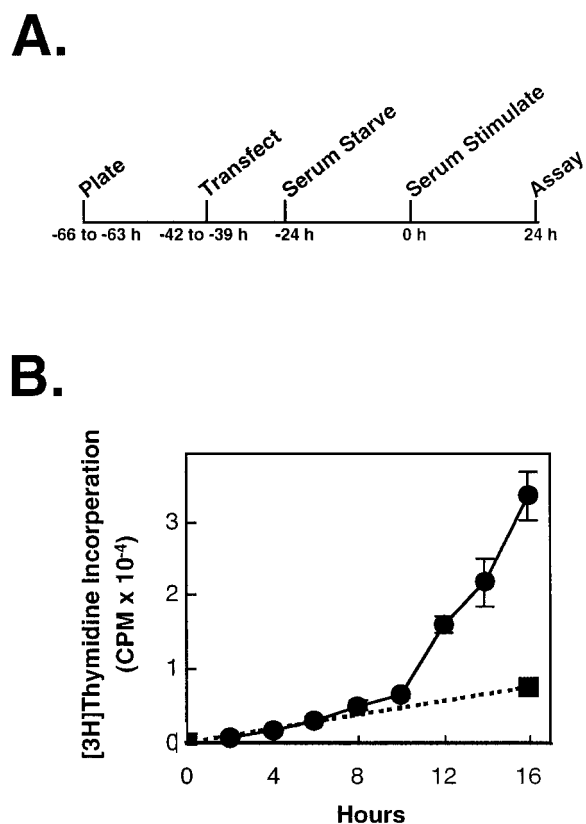 A.
Plate
Transfect
Serum Starve
Serum Stimulate
Assay
-66 to -63 h
-42 to -39 h
-24 h
0 h
24 h
B.
[3H]Thymidine Incorperation
(CPM x 10-4)
3
2
1
0
0
4
8
12
16
Hours